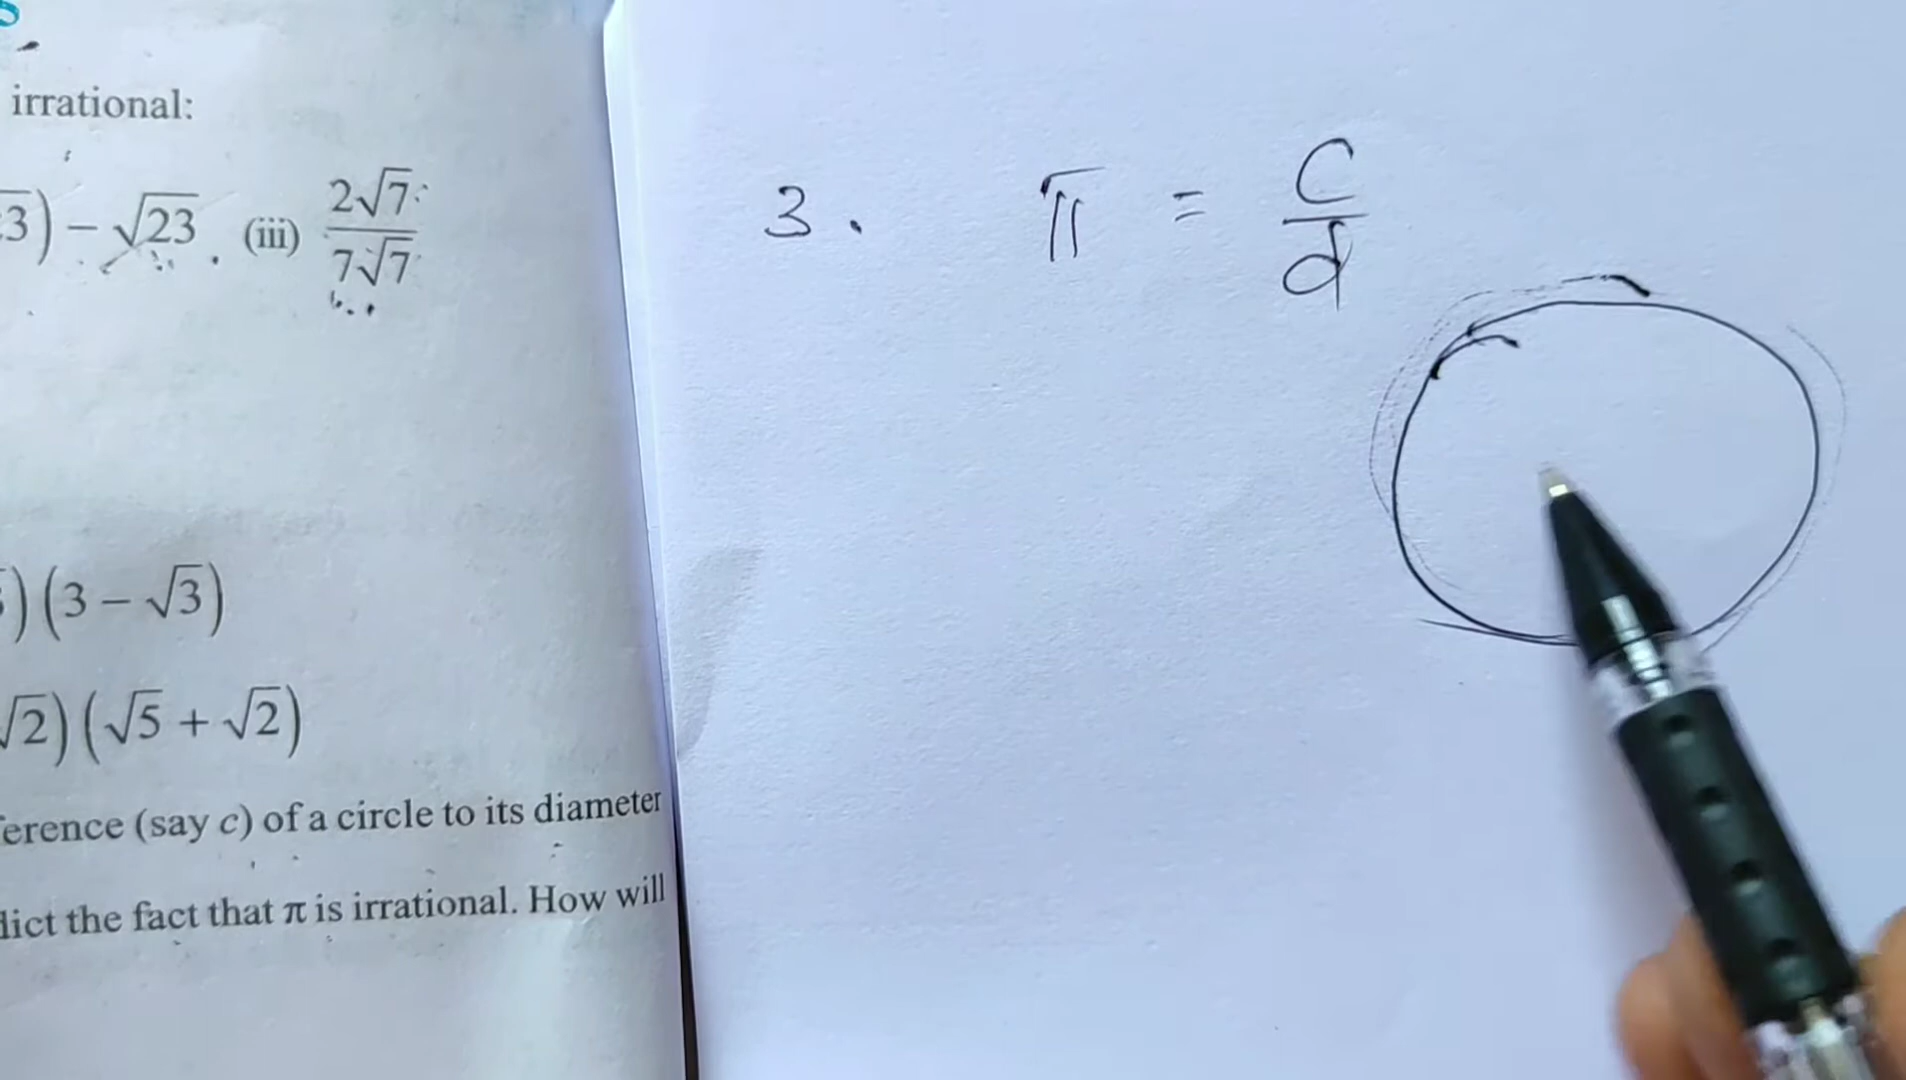 irrational:
3) − √23 . (iii) 2√7 / 7√7
) (3 − √3)
√2) (√5 + √2)
ference (say c) of a circle to its diameter
dict the fact that π is irrational. How will
3. π = C / d